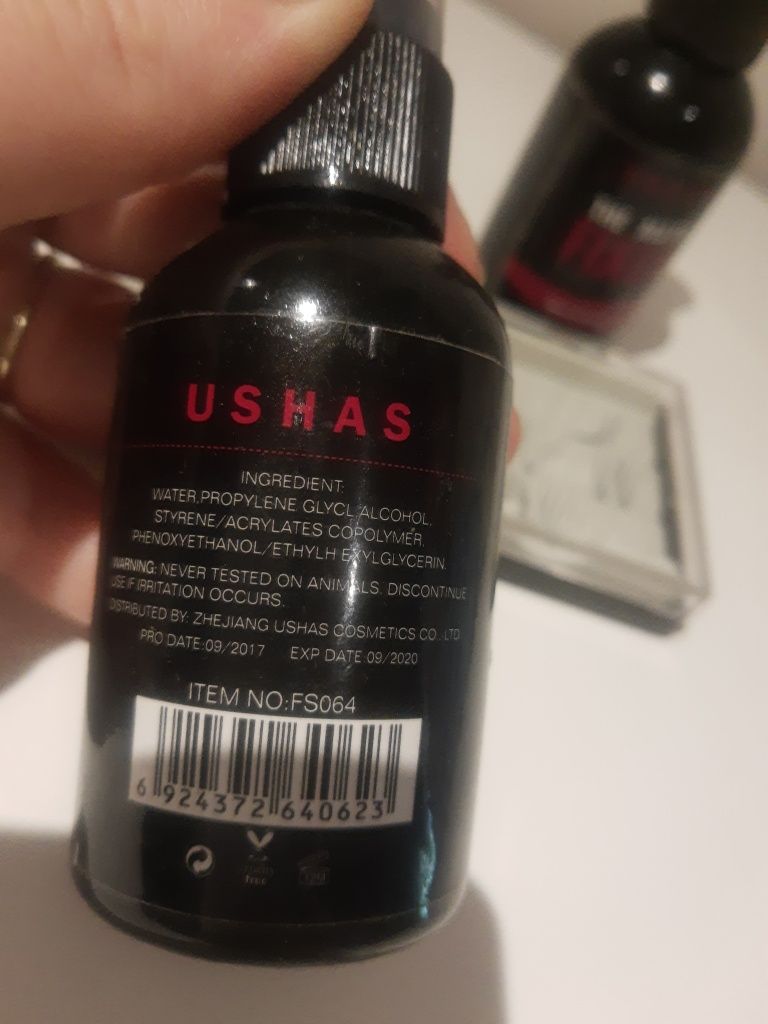 USHAS
INGREDIENT:
WATER,PROPYLENE GLYCL ALCOHOL,
STYRENE/ACRYLATES COPOLYMER,
PHENOXYETHANOL/ETHYLH EXYLGLYCERIN.
WARNING: NEVER TESTED ON ANIMALS. DISCONTINUE
USE IF IRRITATION OCCURS.
DISTRIBUTED BY: ZHEJIANG USHAS COSMETICS CO., LTD.
PRO DATE:09/2017 EXP DATE:09/2020
ITEM NO:FS064
6 924372 640623
THE